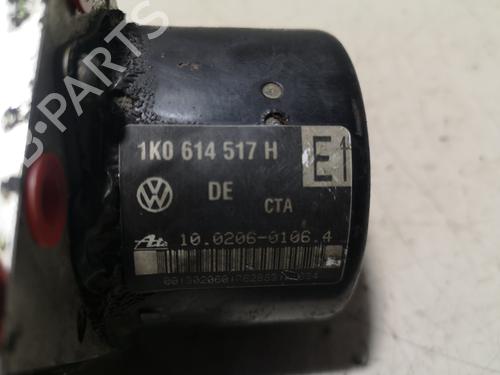 1K0 614 517 H
E1
DE
CTA
10.0206-0106.4
B-PARTS